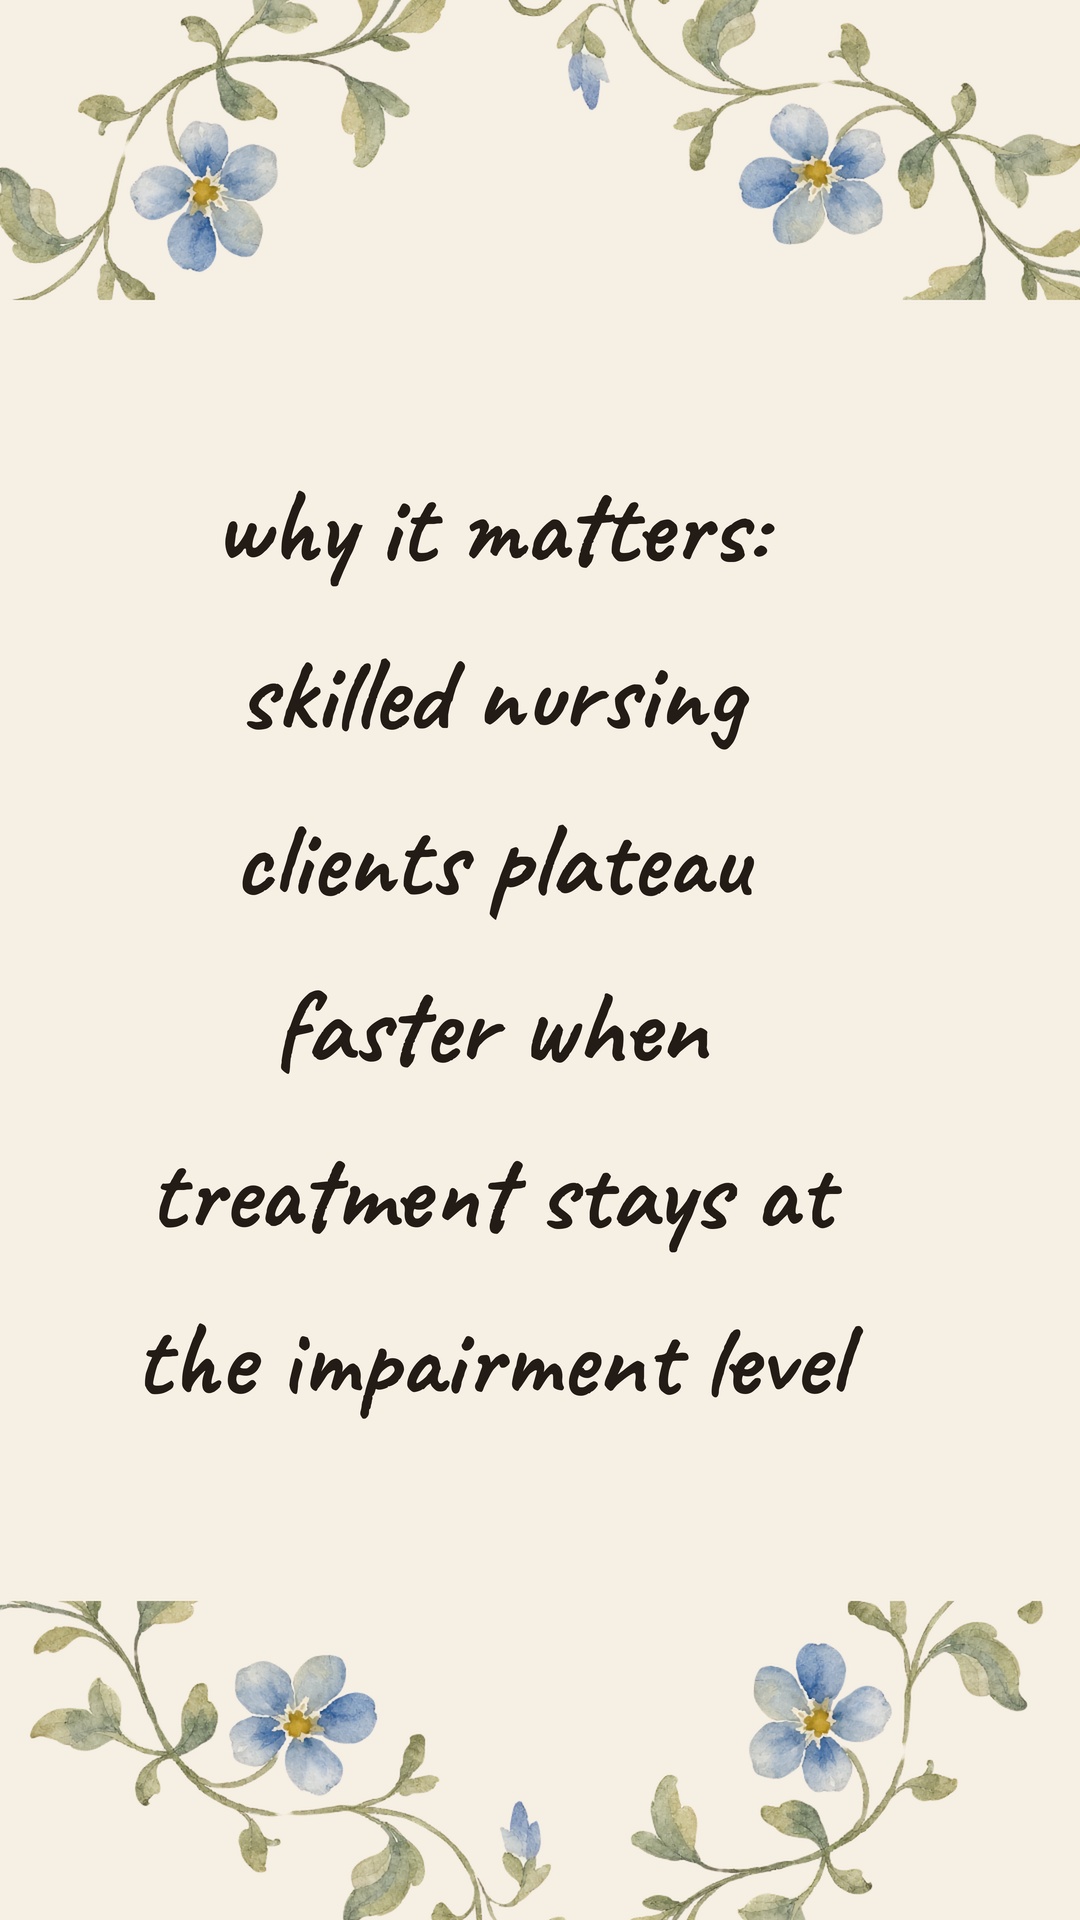 why it matters:
skilled nursing
clients plateau
faster when
treatment stays at
the impairment level